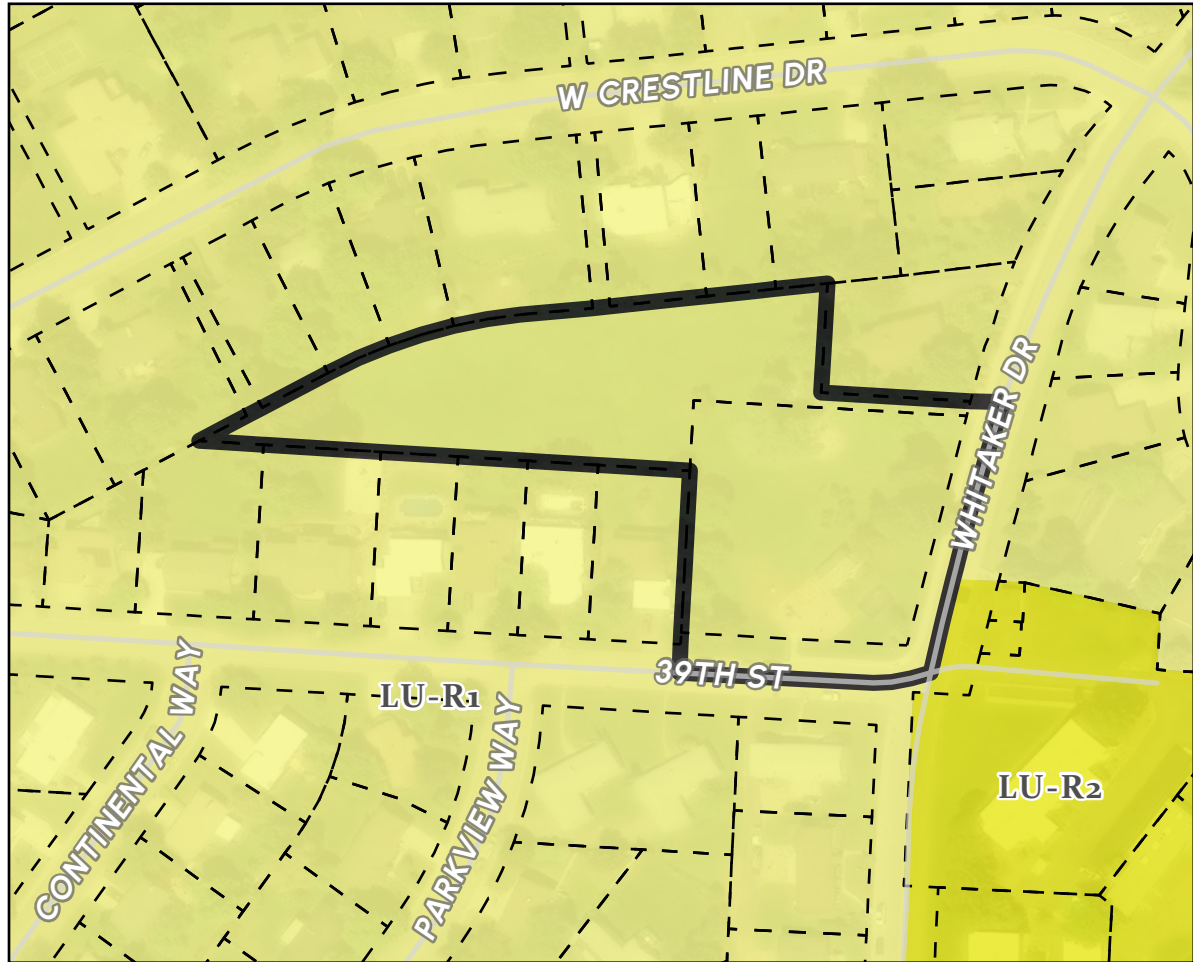 W CRESTLINE DR
WHITAKER DR
39TH ST
LU-R1
CONTINENTAL WAY
PARKVIEW WAY
LU-R2